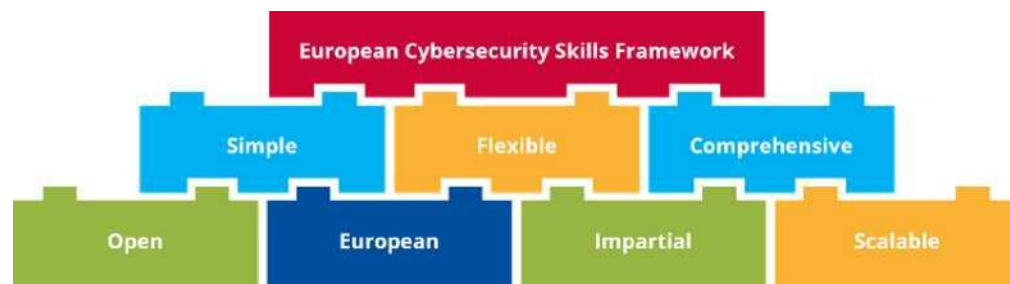 European Cybersecurity Skills Framework
Simple
Flexible
Comprehensive
Open
European
Impartial
Scalable